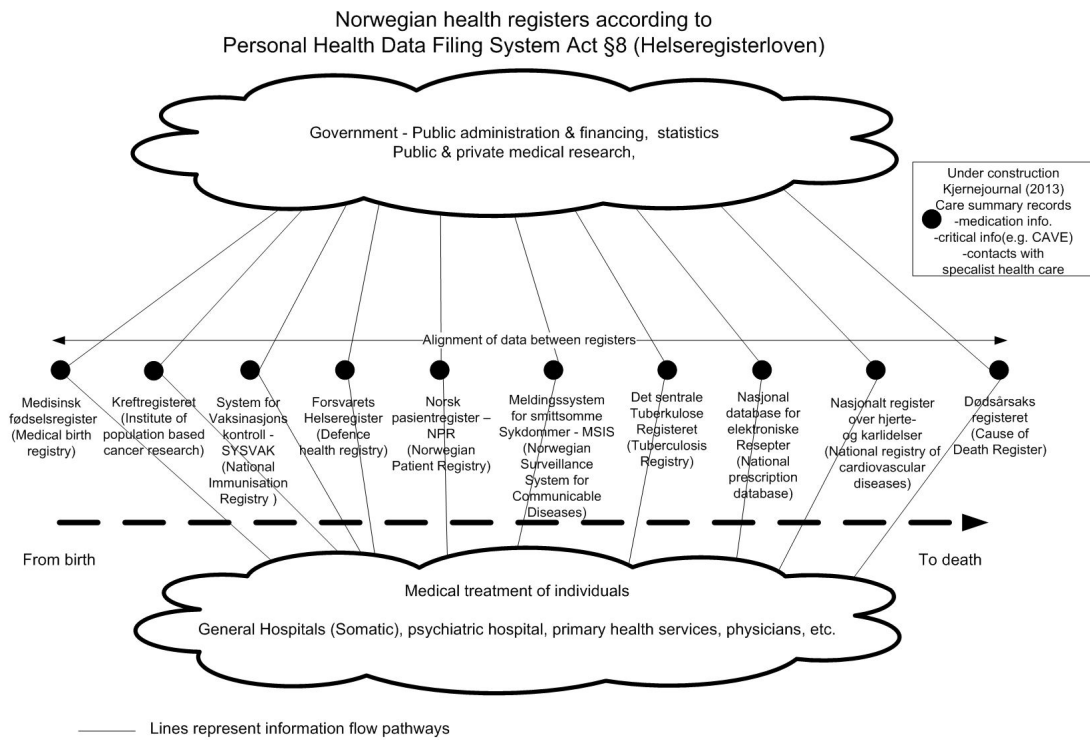 Norwegian health registers according to
Personal Health Data Filing System Act §8 (Helseregisterloven)
Government - Public administration & financing,  statistics
Public & private medical research,
Under construction
Kjernejournal (2013)
Care summary records
-medication info.
-critical info(e.g. CAVE)
-contacts with
specalist health care
Alignment of data between registers
Medisinsk
fødselsregister
(Medical birth
registry)
Kreftregisteret
(Institute of
population based
cancer research)
System for
Vaksinasjons
kontroll -
SYSVAK
(National
Immunisation
Registry )
Forsvarets
Helseregister
(Defence
health registry)
Norsk
pasientregister –
NPR
(Norwegian
Patient Registry)
Meldingssystem
for smittsomme
Sykdommer - MSIS
(Norwegian
Surveillance
System for
Communicable
Diseases)
Det sentrale
Tuberkulose
Registeret
(Tuberculosis
Registry)
Nasjonal
database for
elektroniske
Resepter
(National
prescription
database)
Nasjonalt register
over hjerte-
og karlidelser
(National registry of
cardiovascular
diseases)
Dødsårsaks
registeret
(Cause of
Death Register)
From birth
To death
Medical treatment of individuals
General Hospitals (Somatic), psychiatric hospital, primary health services, physicians, etc.
Lines represent information flow pathways